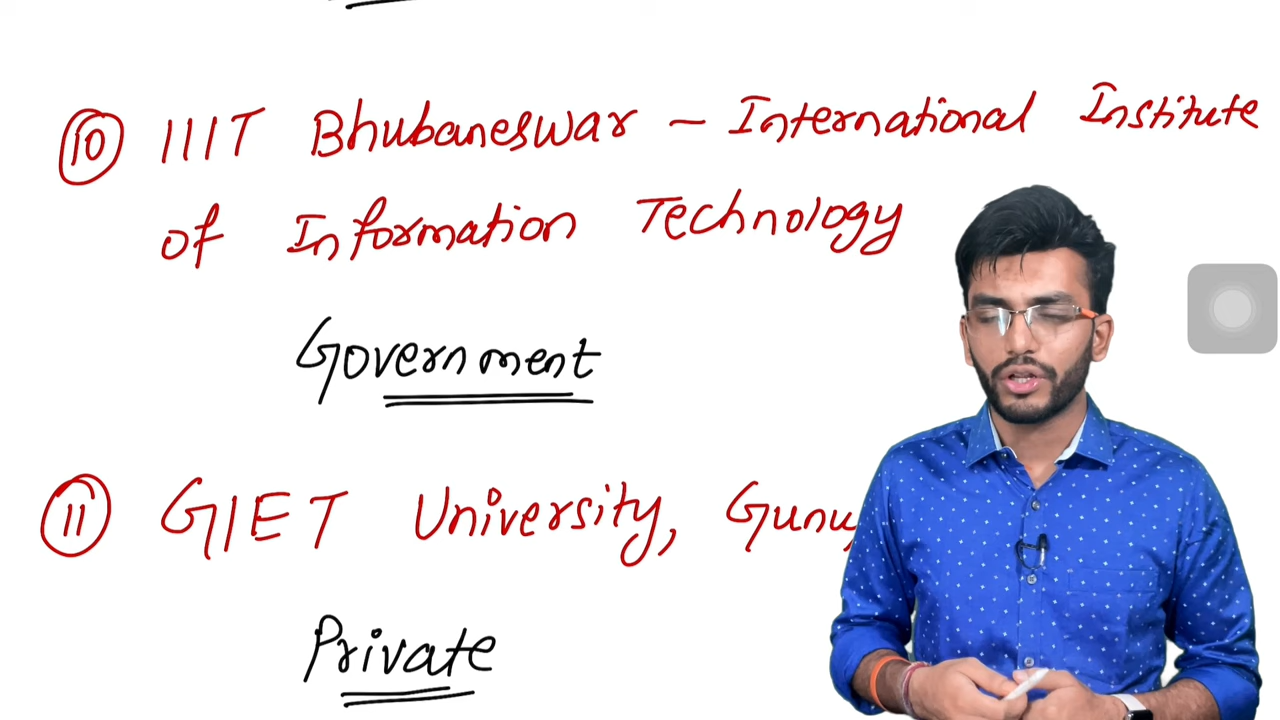 10 IIIT Bhubaneswar - International Institute
of Information Technology
Government
11 GIET University,
Private